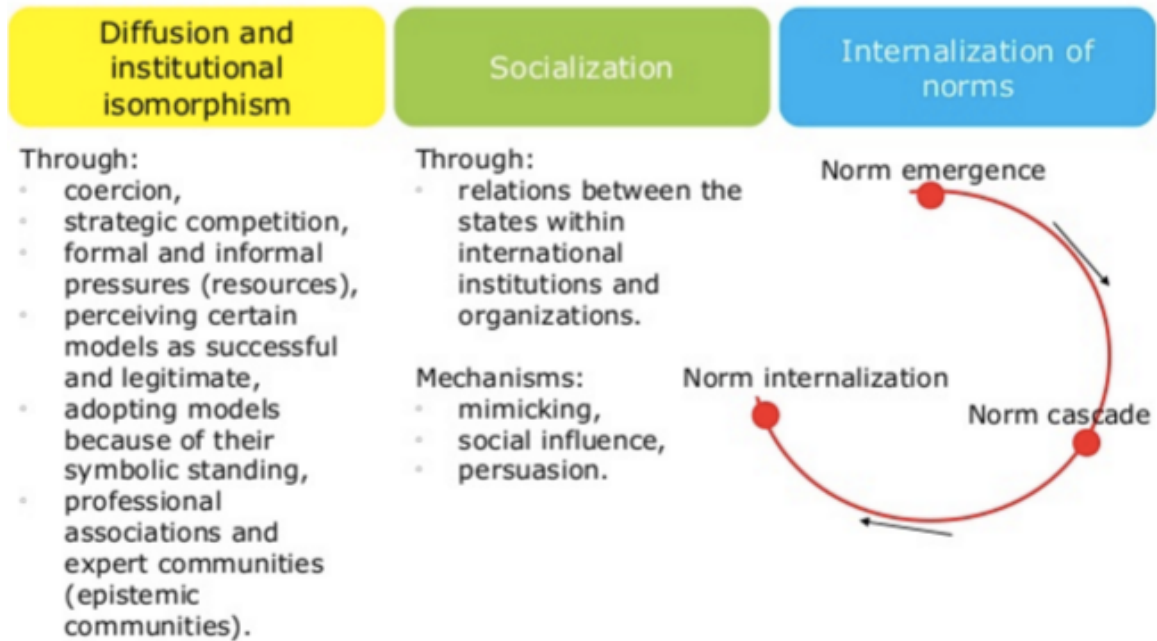 Diffusion and
institutional
isomorphism
Through:
• coercion,
• strategic competition,
• formal and informal
pressures (resources),
• perceiving certain
models as successful
and legitimate,
• adopting models
because of their
symbolic standing,
• professional
associations and
expert communities
(epistemic
communities).
Socialization
Through:
• relations between the
states within
international
institutions and
organizations.
Mechanisms:
• mimicking,
• social influence,
• persuasion.
Internalization of
norms
Norm emergence
Norm cascade
Norm internalization